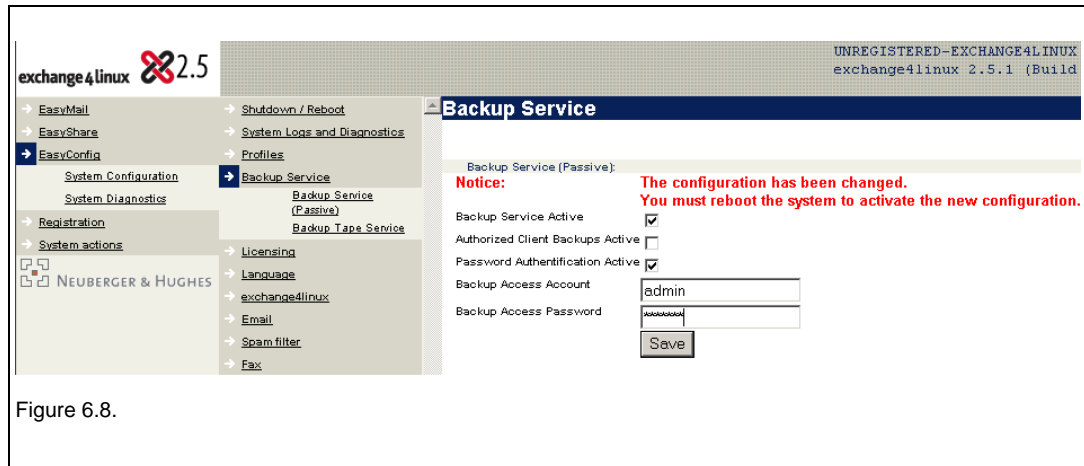 exchange4linux 2.5
UNREGISTERED-EXCHANGE4LINUX
exchange4linux 2.5.1 (Build
EasyMail
EasyShare
EasyConfig
System Configuration
System Diagnostics
Registration
System actions
NEUBERGER & HUGHES
Shutdown / Reboot
System Logs and Diagnostics
Profiles
Backup Service
Backup Service
(Passive)
Backup Tape Service
Licensing
Language
exchange4linux
Email
Spam filter
Fax
Backup Service
Backup Service (Passive):
Notice: The configuration has been changed.
You must reboot the system to activate the new configuration.
Backup Service Active
Authorized Client Backups Active
Password Authentification Active
Backup Access Account admin
Backup Access Password ********
Save
Figure 6.8.